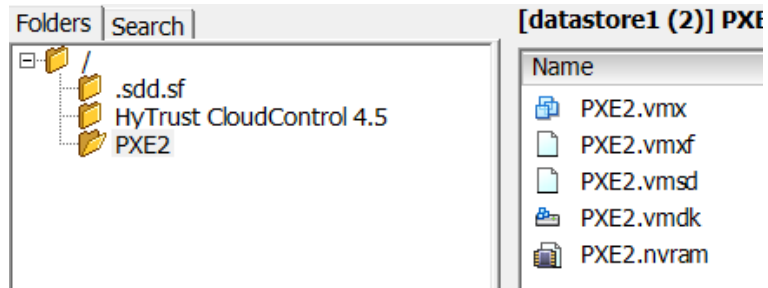 Folders Search
/
.sdd.sf
HyTrust CloudControl 4.5
PXE2
[datastore1 (2)] PXE
Name
PXE2.vmx
PXE2.vmxf
PXE2.vmsd
PXE2.vmdk
PXE2.nvram